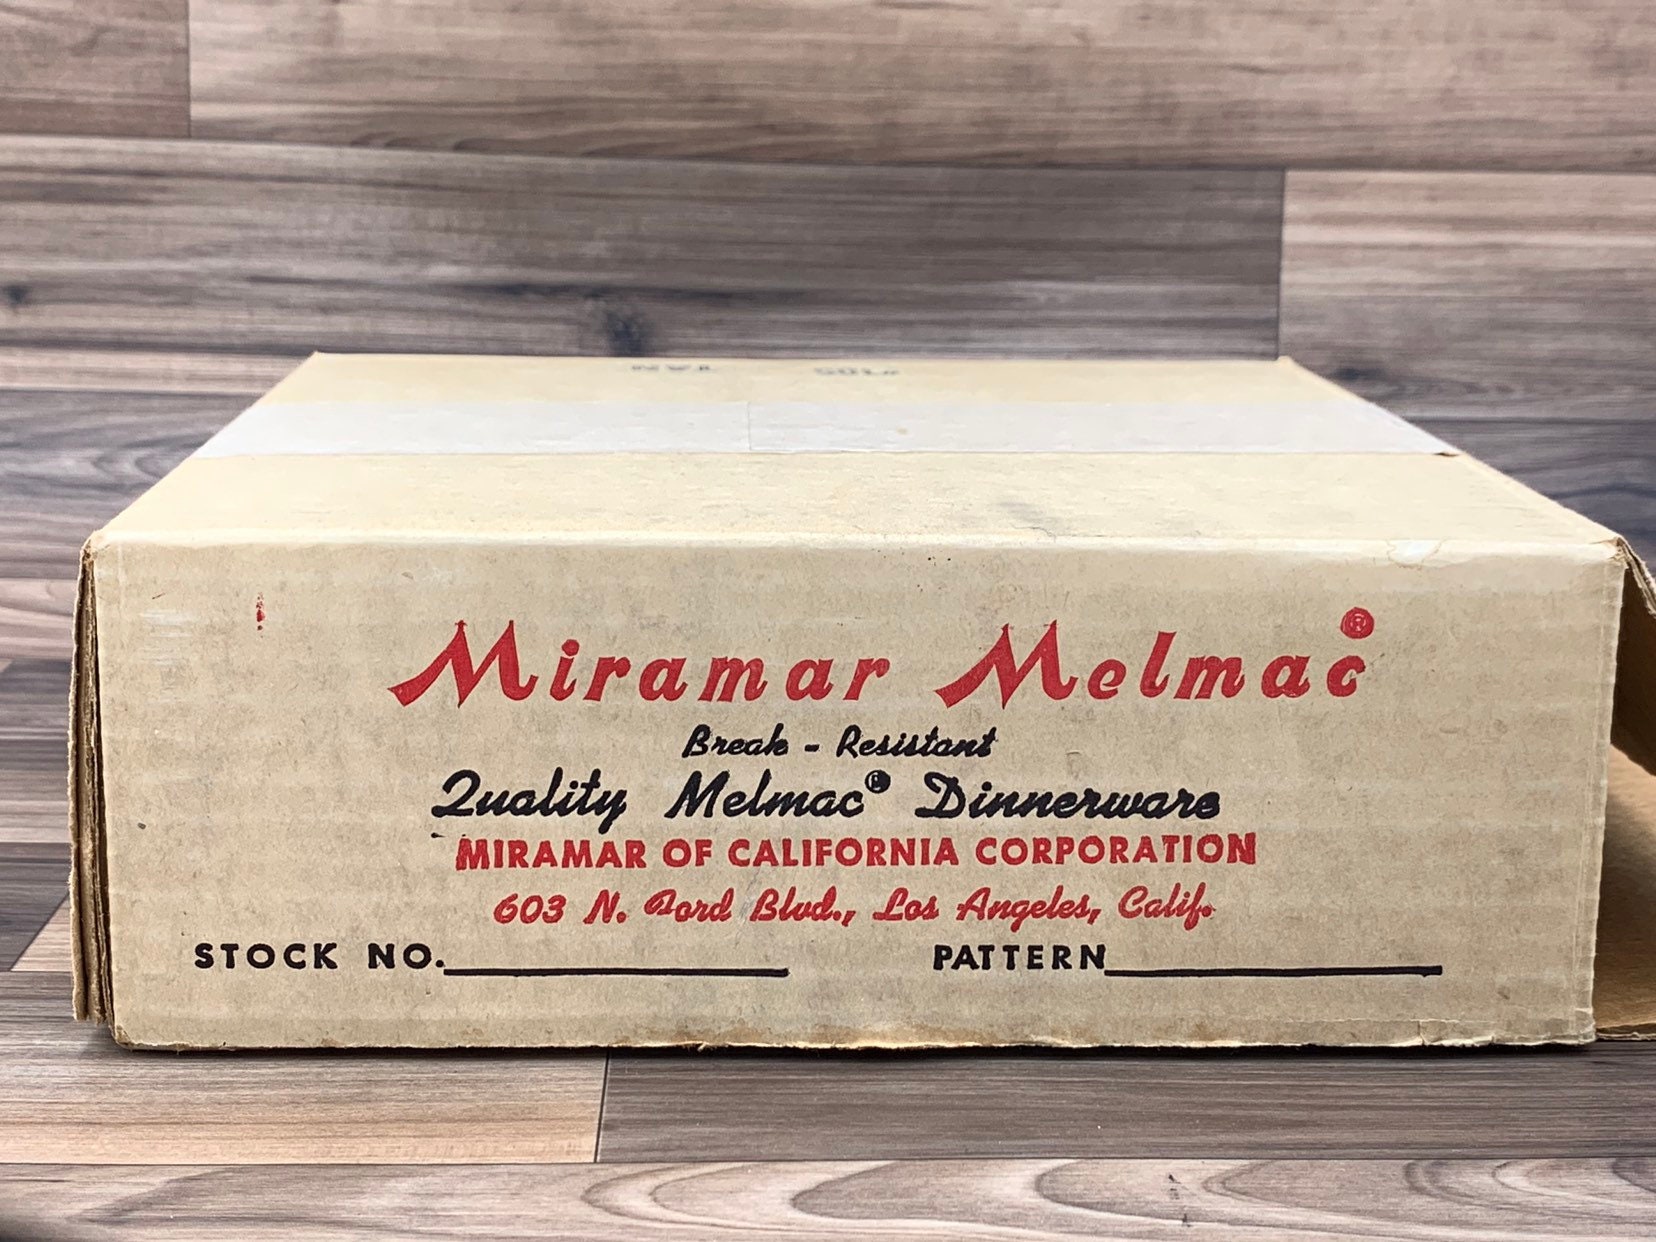 Miramar Melmac®
Break - Resistant
Quality Melmac® Dinnerware
MIRAMAR OF CALIFORNIA CORPORATION
603 N. Ford Blvd., Los Angeles, Calif.
STOCK NO.
PATTERN